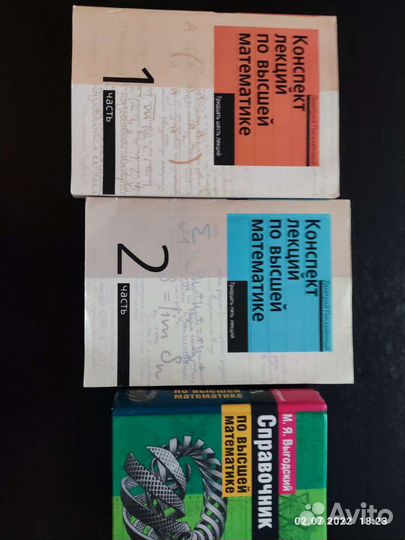 Дмитрий Письменный
Конспект
лекций
по высшей
математике
Тридцать шесть лекций
1
часть
Дмитрий Письменный
Конспект
лекций
по высшей
математике
Тридцать пять лекций
2
часть
по высшей
математике
М. Я. Выгодский
Справочник
по высшей
математике
02.07.2022 18:23
Avito